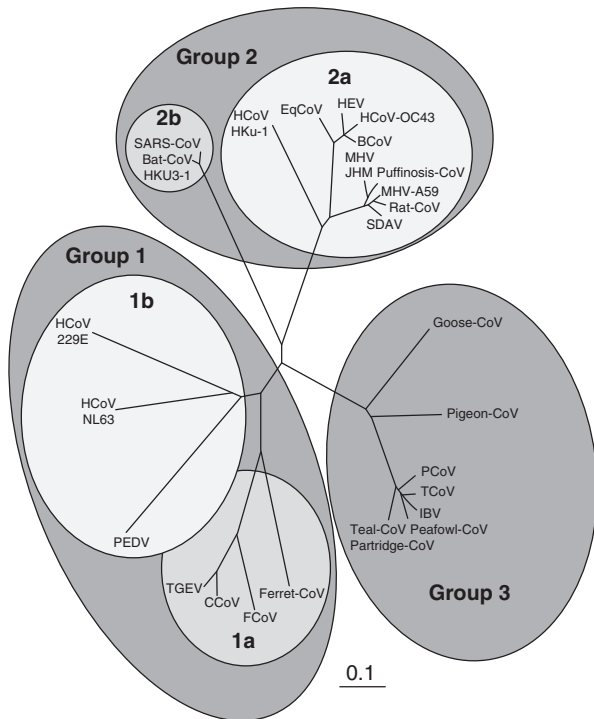 Group 2
2a
2b
HCoV
HKu-1
EqCoV
HEV
HCoV-OC43
BCoV
MHV
JHM Puffinosis-CoV
MHV-A59
Rat-CoV
SDAV
SARS-CoV
Bat-CoV
HKU3-1
Group 1
1b
HCoV
229E
HCoV
NL63
PEDV
TGEV
CCoV
FCoV
Ferret-CoV
1a
Goose-CoV
Pigeon-CoV
PCoV
TCoV
IBV
Teal-CoV Peafowl-CoV
Partridge-CoV
Group 3
0.1